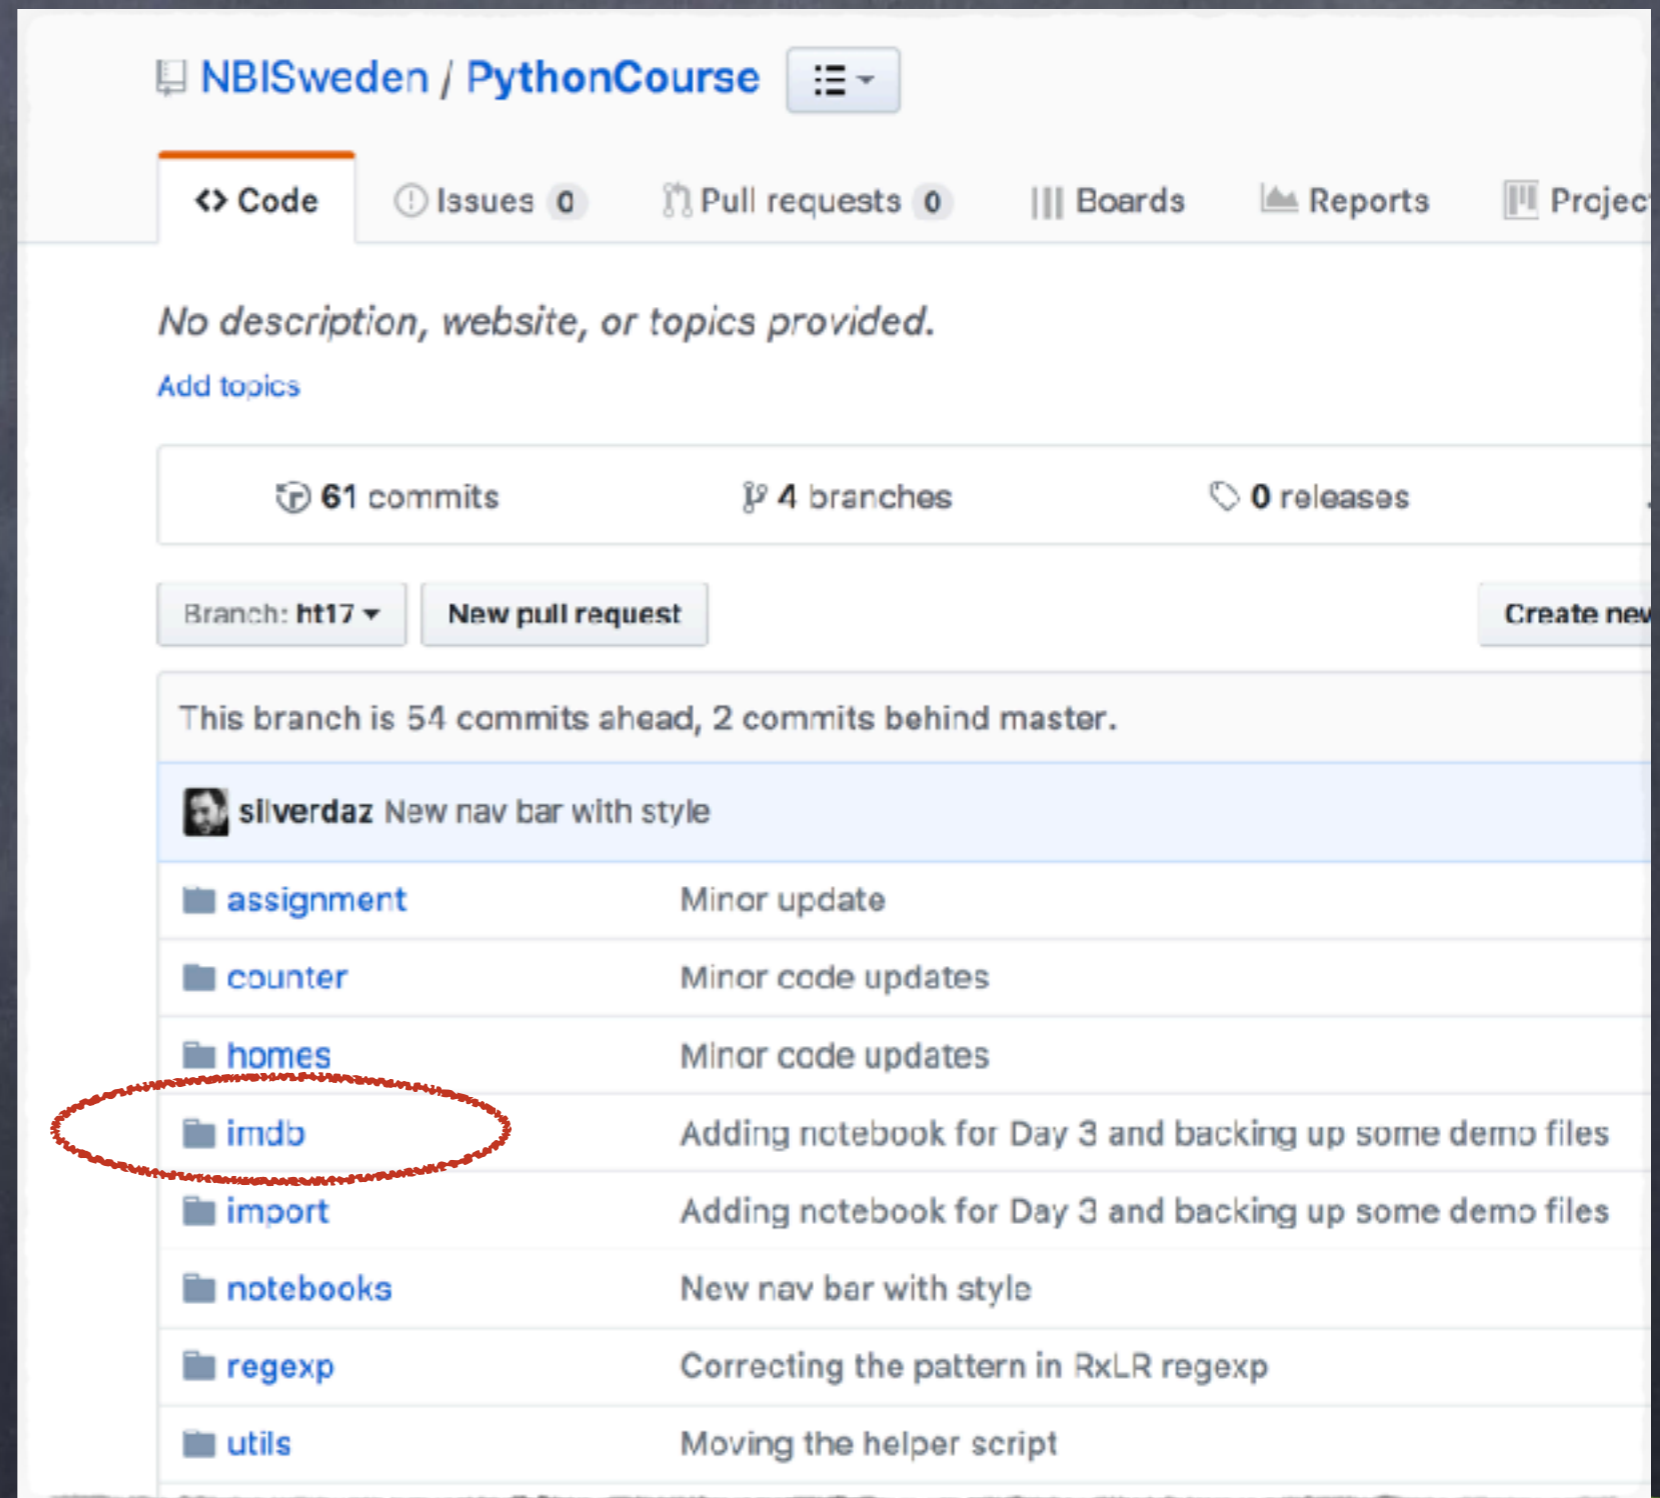 NBISweden / PythonCourse
Code Issues 0 Pull requests 0 Boards Reports Projec
No description, website, or topics provided.
Add topics
61 commits 4 branches 0 releases
Branch: ht17 New pull request Create new
This branch is 54 commits ahead, 2 commits behind master.
silverdaz New nav bar with style
assignment Minor update
counter Minor code updates
homes Minor code updates
imdb Adding notebook for Day 3 and backing up some demo files
import Adding notebook for Day 3 and backing up some demo files
notebooks New nav bar with style
regexp Correcting the pattern in RxLR regexp
utils Moving the helper script